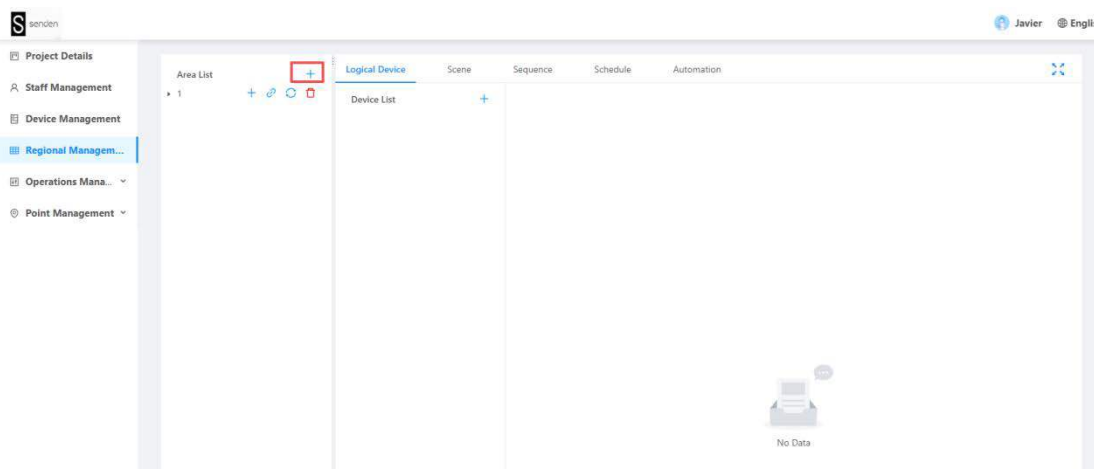 S senden
Javier Englis
Project Details
Staff Management
Device Management
Regional Managem...
Operations Mana...
Point Management
Area List
1
Logical Device Scene Sequence Schedule Automation
Device List
No Data